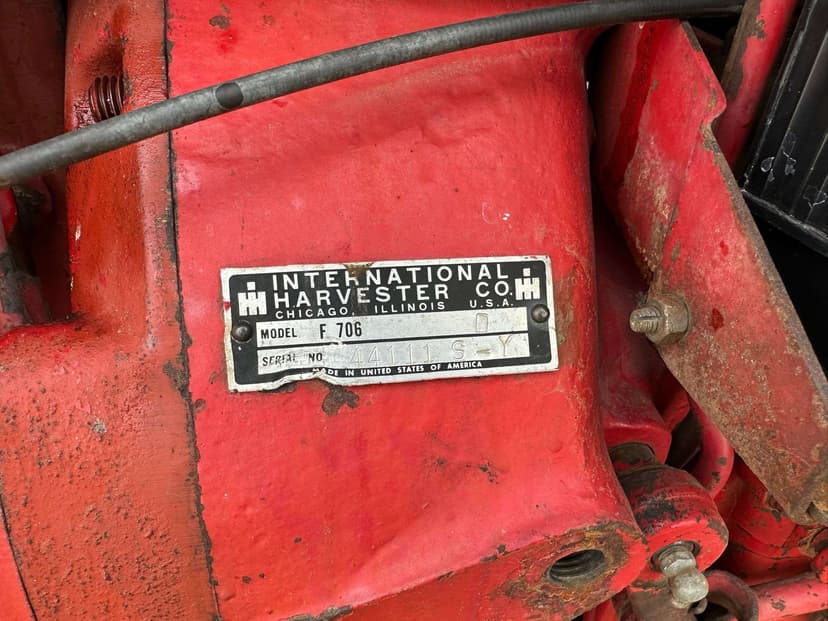 INTERNATIONAL
HARVESTER CO.
CHICAGO, ILLINOIS U.S.A.
MODEL F 706 D
SERIAL NO. 44111 S-Y
MADE IN UNITED STATES OF AMERICA